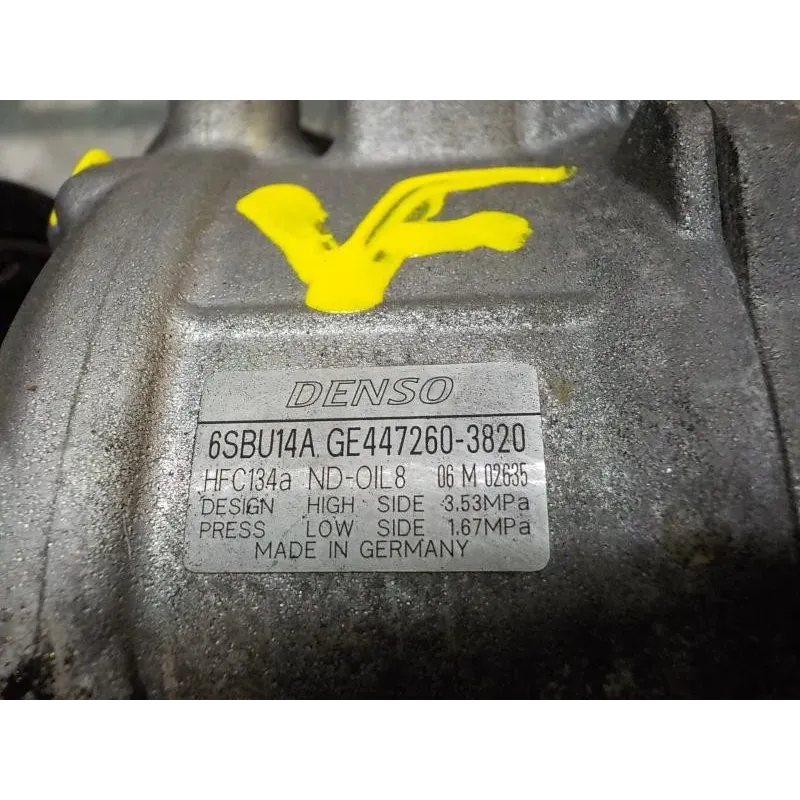 VF
DENSO
6SBU14A GE447260-3820
HFC134a ND-OIL8 06 M 02635
DESIGN HIGH SIDE 3.53MPa
PRESS LOW SIDE 1.67MPa
MADE IN GERMANY